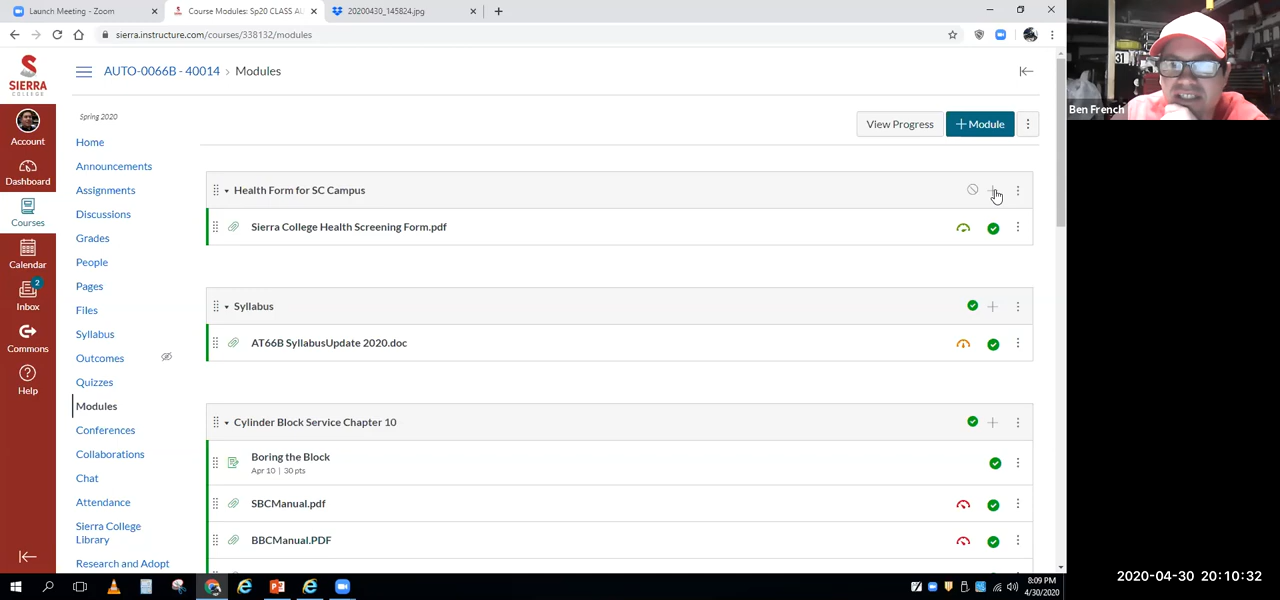 Launch Meeting - Zoom
Course Modules: Sp20 CLASS AU
20200430_145824.jpg
sierra.instructure.com/courses/338132/modules
SIERRA
COLLEGE
Account
Dashboard
Courses
Calendar
2
Inbox
Commons
Help
AUTO-0066B - 40014 › Modules
Spring 2020
Home
Announcements
Assignments
Discussions
Grades
People
Pages
Files
Syllabus
Outcomes
Quizzes
Modules
Conferences
Collaborations
Chat
Attendance
Sierra College
Library
Research and Adopt
View Progress
+ Module
Health Form for SC Campus
Sierra College Health Screening Form.pdf
Syllabus
AT66B SyllabusUpdate 2020.doc
Cylinder Block Service Chapter 10
Boring the Block
Apr 10 | 30 pts
SBCManual.pdf
BBCManual.PDF
Ben French
31
8:09 PM
4/30/2020
2020-04-30 20:10:32